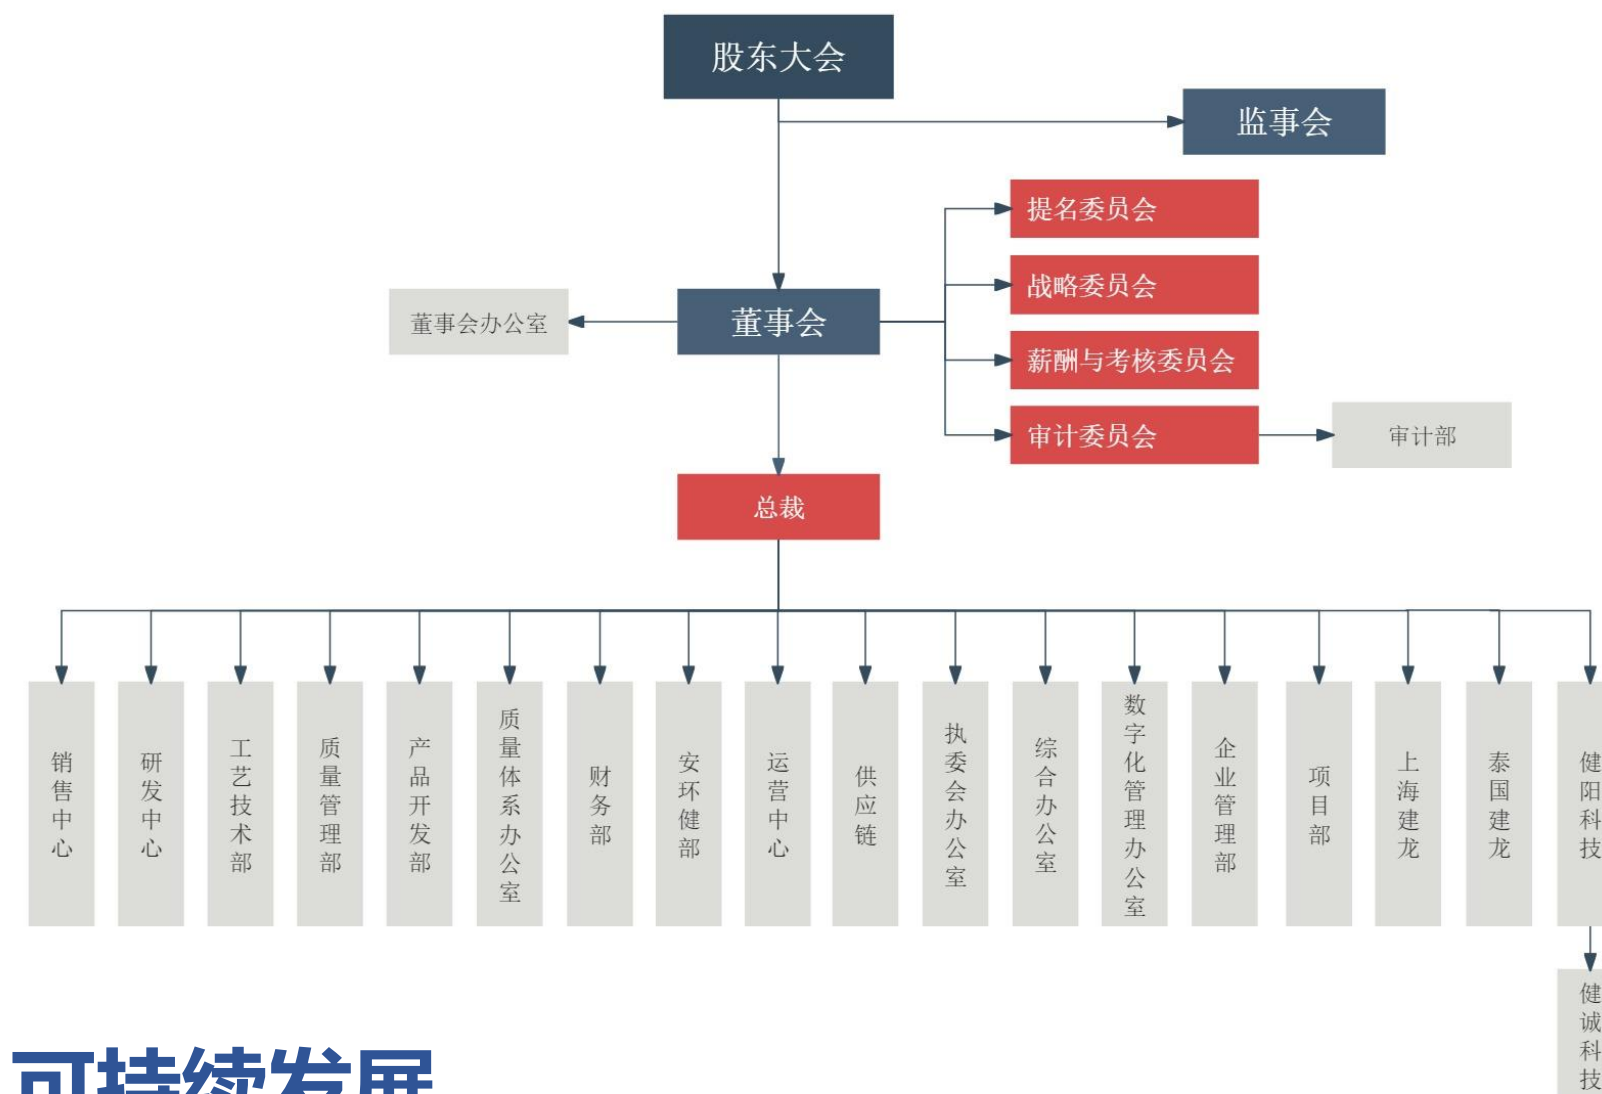 股东大会
监事会
提名委员会
战略委员会
董事会办公室
董事会
薪酬与考核委员会
审计委员会
审计部
总裁
销售中心
研发中心
工艺技术部
质量管理部
产品开发部
质量体系办公室
财务部
安环健部
运营中心
供应链
执委会办公室
综合办公室
数字化管理办公室
企业管理部
项目部
上海建龙
泰国建龙
健阳科技
健诚科技
可持续发展